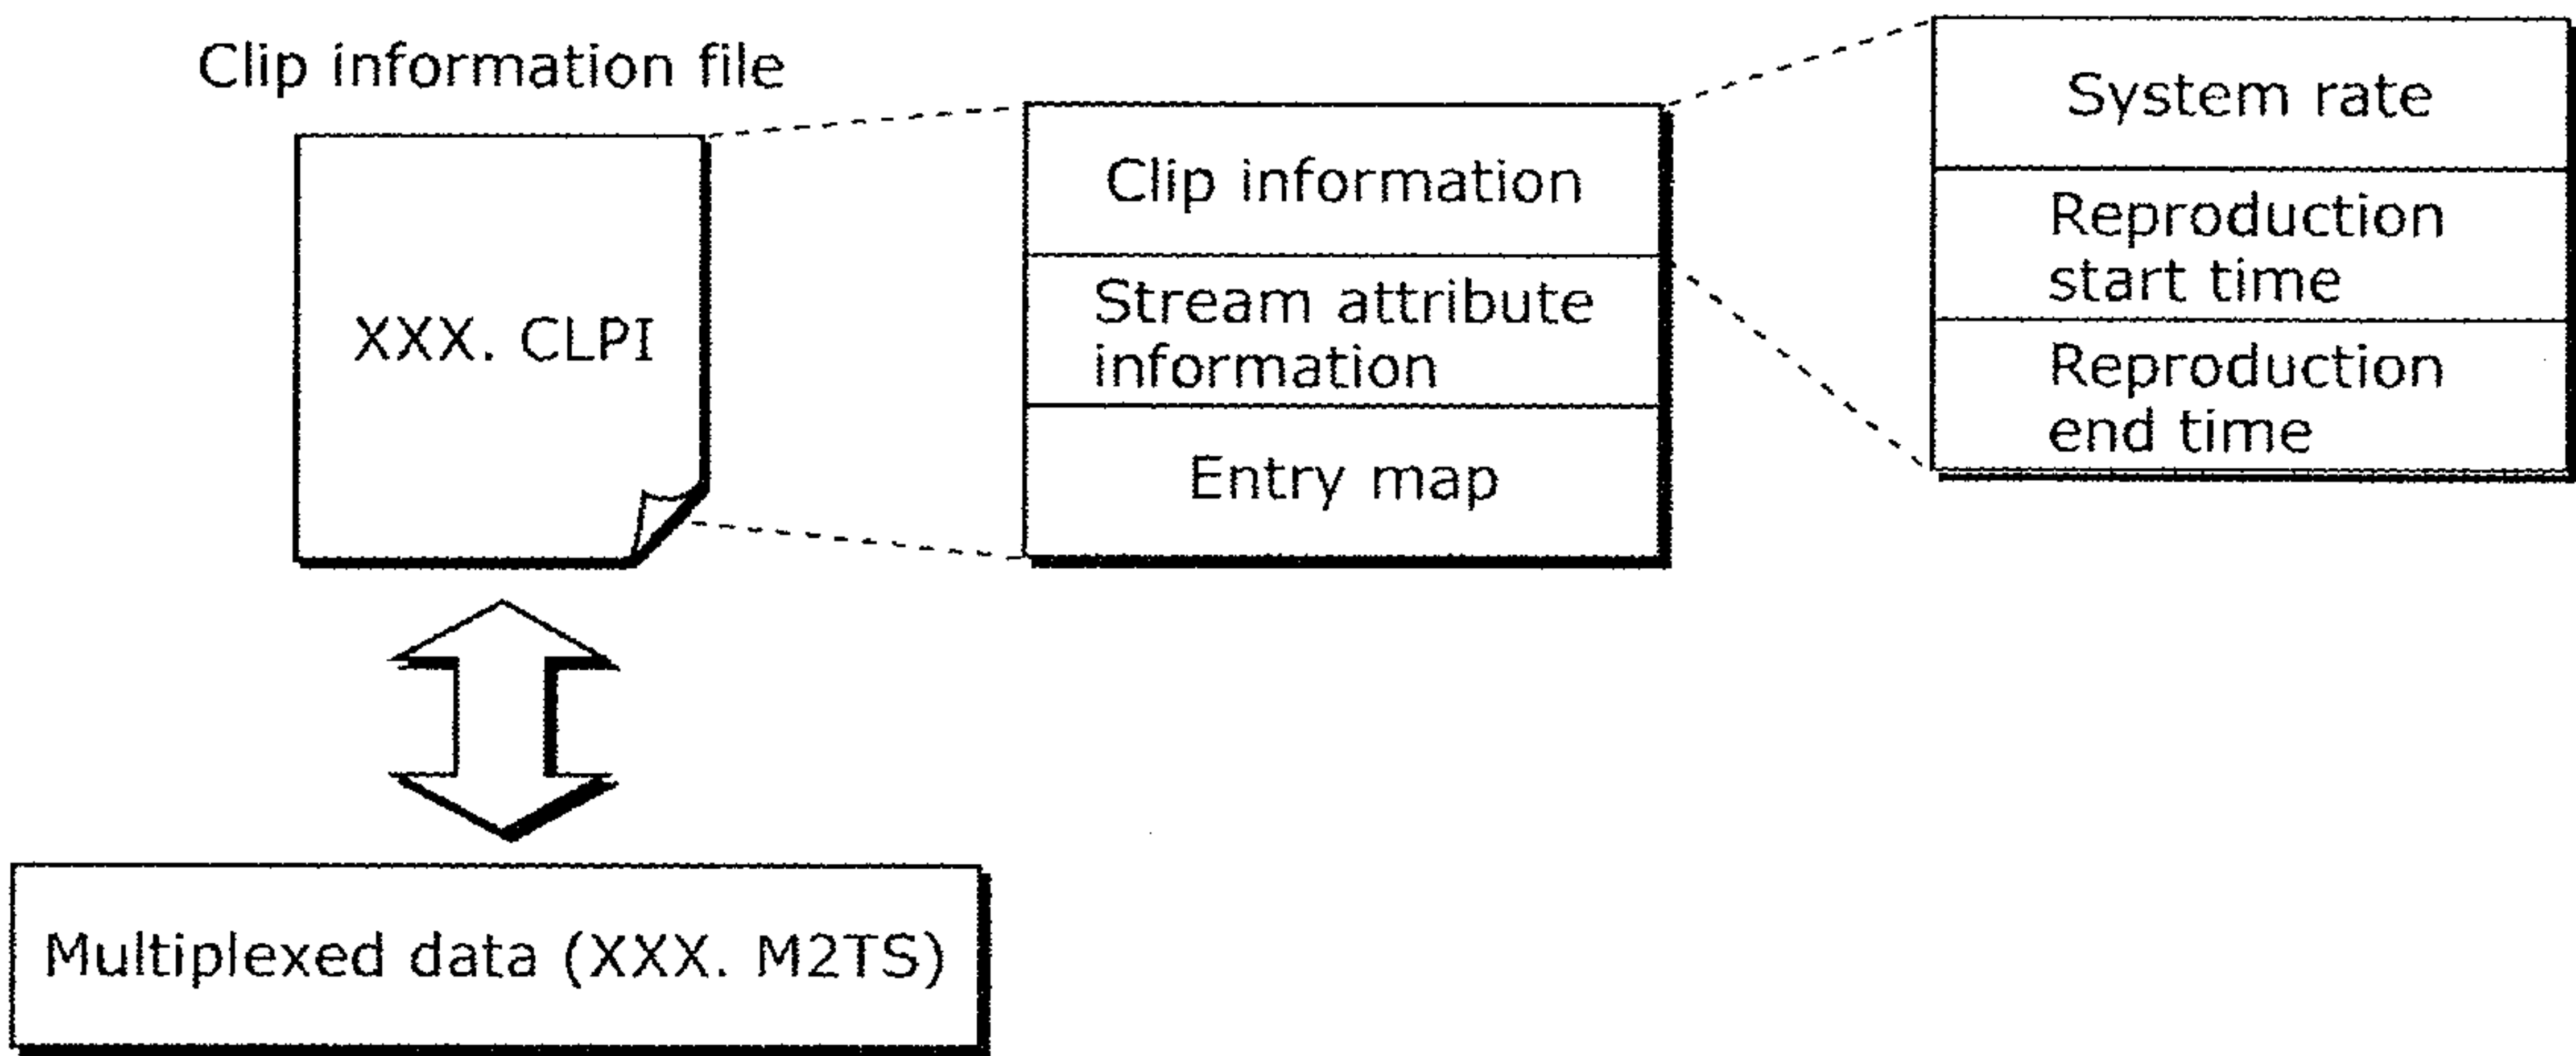 Clip information file
XXX. CLPI
Clip information
Stream attribute
information
Entry map
System rate
Reproduction
start time
Reproduction
end time
Multiplexed data (XXX. M2TS)